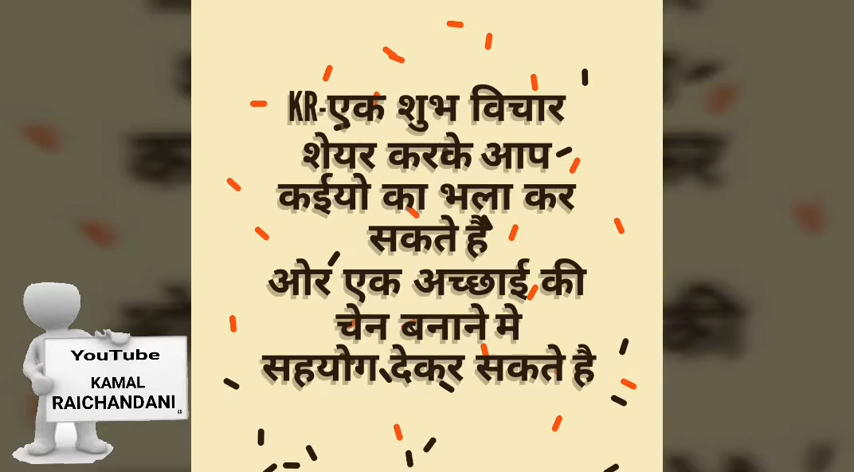 KR-एक शुभ विचार
शेयर करके आप
कईयो का भला कर
सकते हैं
ओर एक अच्छाई की
चेन बनाने मे
सहयोग देकर सकते है
YouTube
KAMAL
RAICHANDANI